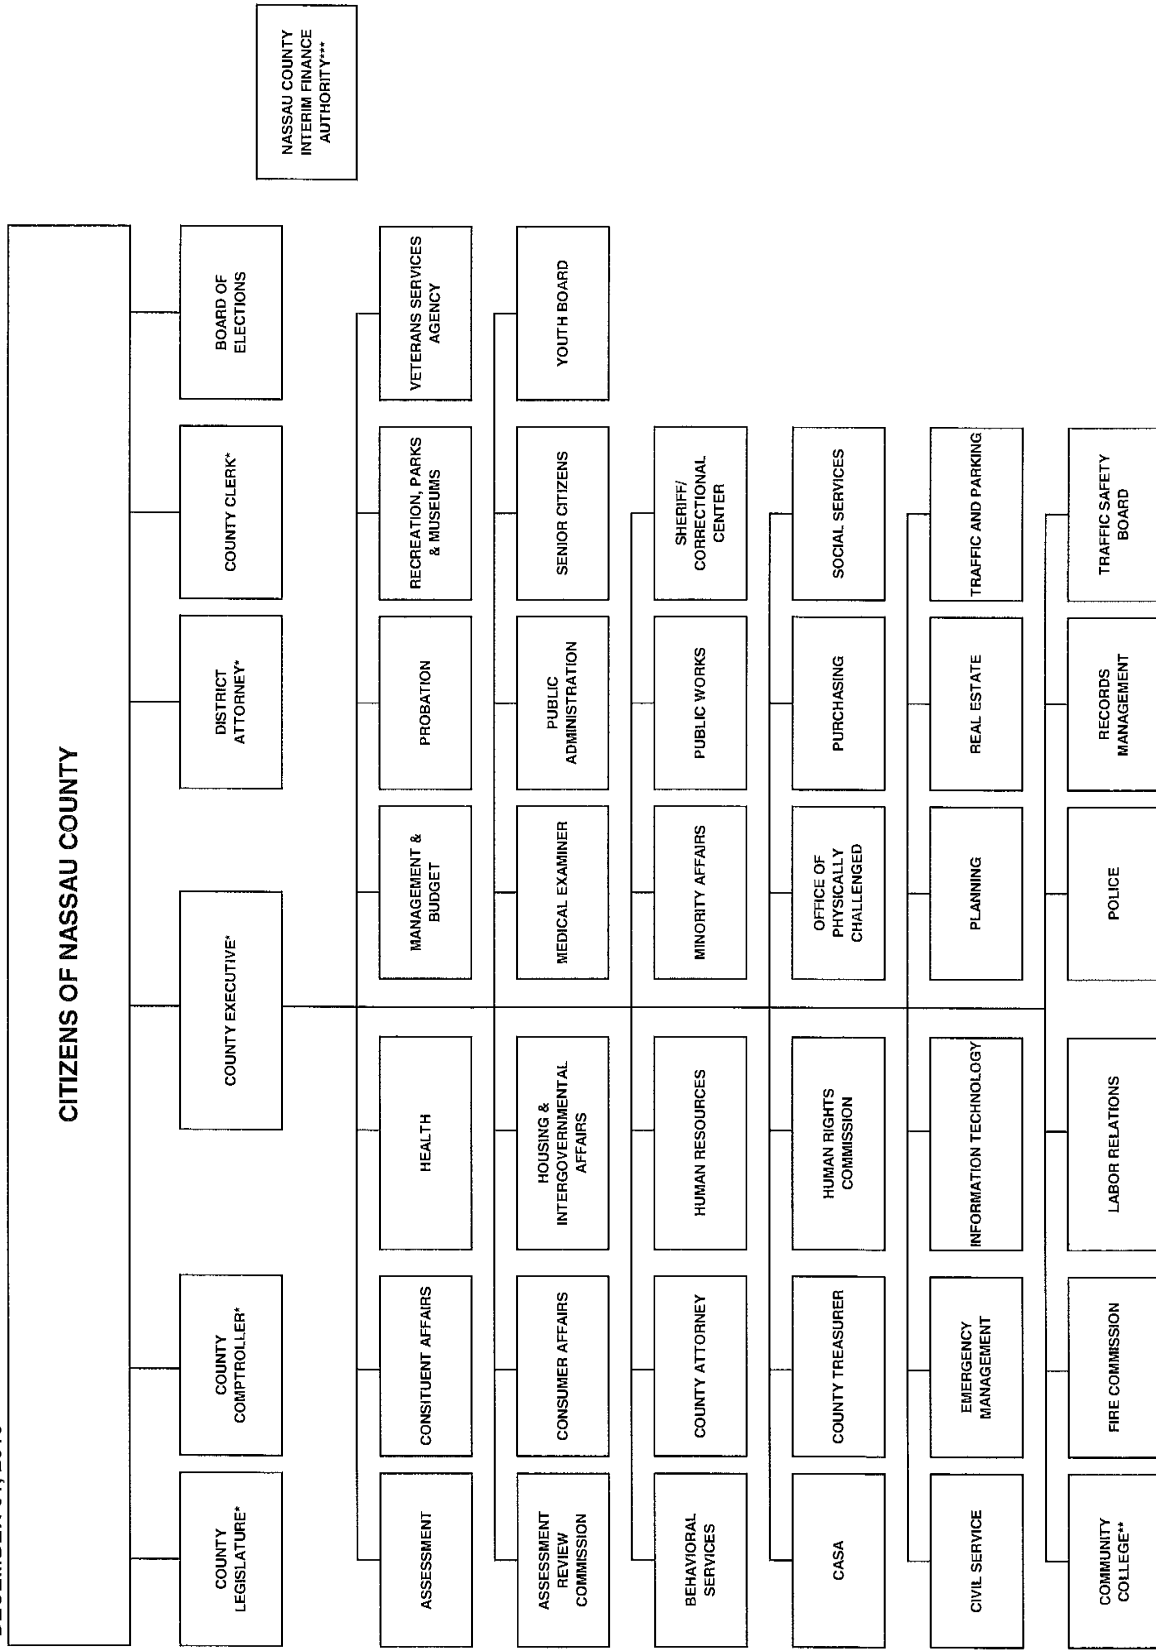 CITIZENS OF NASSAU COUNTY
COUNTY
LEGISLATURE*
COUNTY
COMPTROLLER*
COUNTY EXECUTIVE*
DISTRICT
ATTORNEY*
COUNTY CLERK*
BOARD OF
ELECTIONS
NASSAU COUNTY
INTERIM FINANCE
AUTHORITY***
ASSESSMENT
CONSITUENT AFFAIRS
HEALTH
MANAGEMENT &
BUDGET
PROBATION
RECREATION, PARKS
& MUSEUMS
VETERANS SERVICES
AGENCY
ASSESSMENT
REVIEW
COMMISSION
CONSUMER AFFAIRS
HOUSING &
INTERGOVERNMENTAL
AFFAIRS
MEDICAL EXAMINER
PUBLIC
ADMINISTRATION
SENIOR CITIZENS
YOUTH BOARD
BEHAVIORAL
SERVICES
COUNTY ATTORNEY
HUMAN RESOURCES
MINORITY AFFAIRS
PUBLIC WORKS
SHERIFF/
CORRECTIONAL
CENTER
CASA
COUNTY TREASURER
HUMAN RIGHTS
COMMISSION
OFFICE OF
PHYSICALLY
CHALLENGED
PURCHASING
SOCIAL SERVICES
CIVIL SERVICE
EMERGENCY
MANAGEMENT
INFORMATION TECHNOLOGY
PLANNING
REAL ESTATE
TRAFFIC AND PARKING
COMMUNITY
COLLEGE**
FIRE COMMISSION
LABOR RELATIONS
POLICE
RECORDS
MANAGEMENT
TRAFFIC SAFETY
BOARD